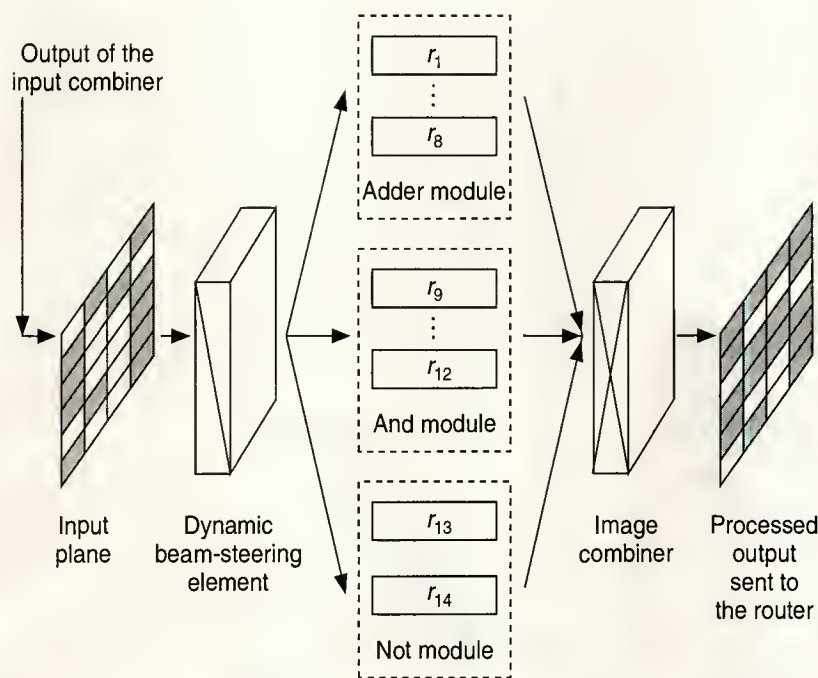 Output of the
input combiner
r1
⋮
r8
Adder module
r9
⋮
r12
And module
r13
r14
Not module
Input
plane
Dynamic
beam-steering
element
Image
combiner
Processed
output
sent to
the router